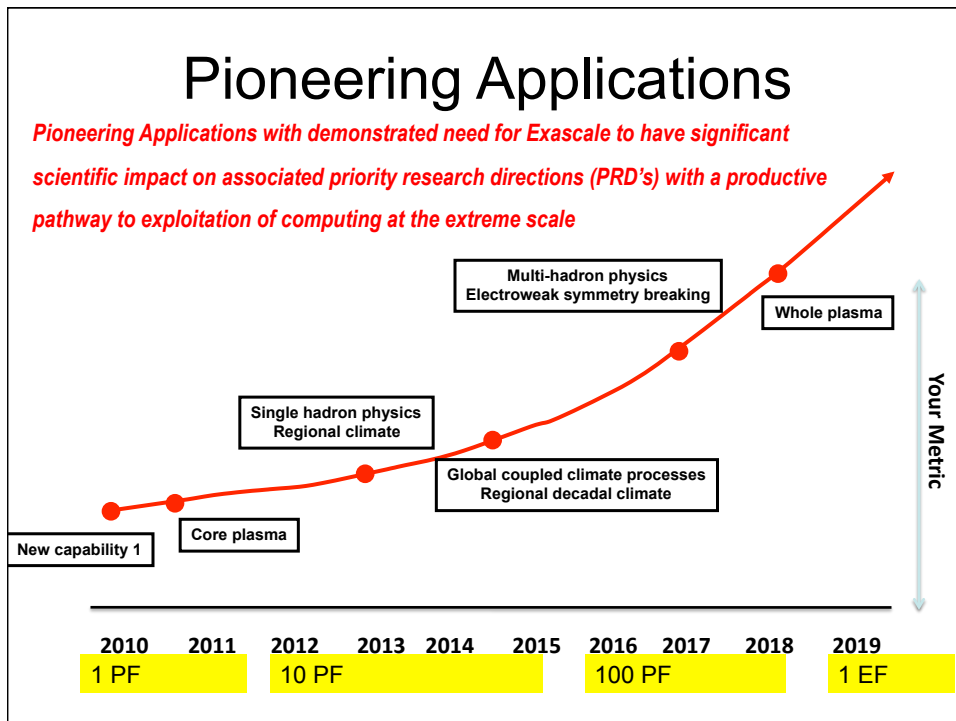 Pioneering Applications
Pioneering Applications with demonstrated need for Exascale to have significant
scientific impact on associated priority research directions (PRD's) with a productive
pathway to exploitation of computing at the extreme scale
Multi-hadron physics
Electroweak symmetry breaking
Whole plasma
Your Metric
Single hadron physics
Regional climate
Global coupled climate processes
Regional decadal climate
Core plasma
New capability 1
2010 2011 2012 2013 2014 2015 2016 2017 2018 2019
1 PF 10 PF 100 PF 1 EF